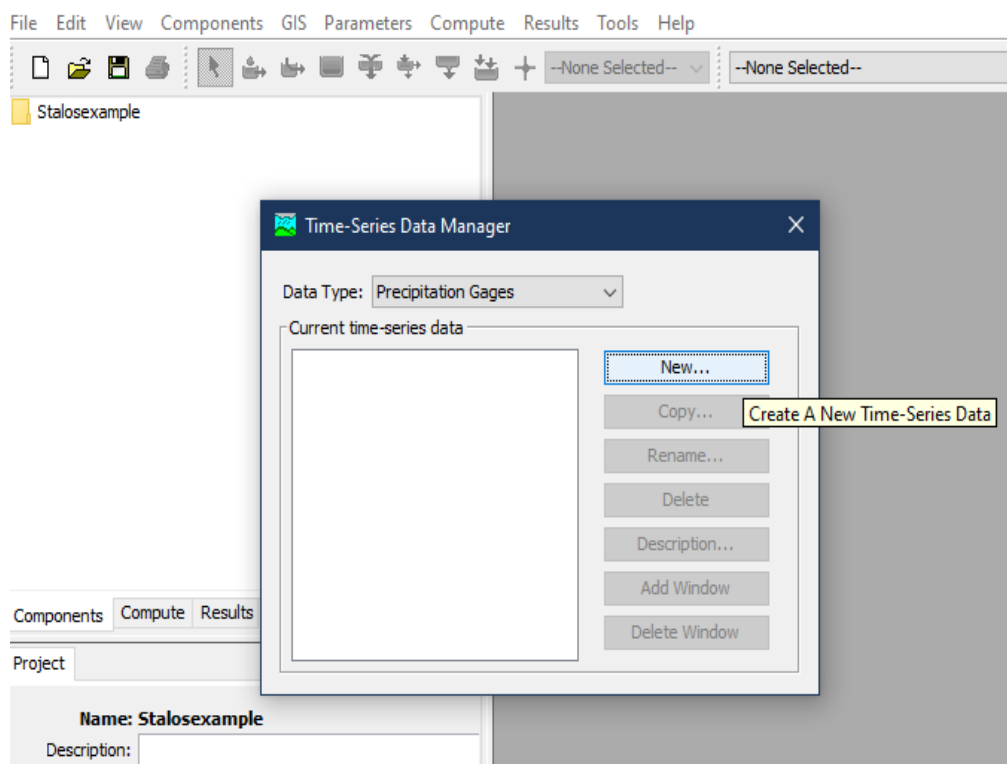 File Edit View Components GIS Parameters Compute Results Tools Help
--None Selected-- --None Selected--
Stalosexample
Time-Series Data Manager
Data Type: Precipitation Gages
Current time-series data
New...
Copy...
Create A New Time-Series Data
Rename...
Delete
Description...
Add Window
Delete Window
Components Compute Results
Project
Name: Stalosexample
Description: